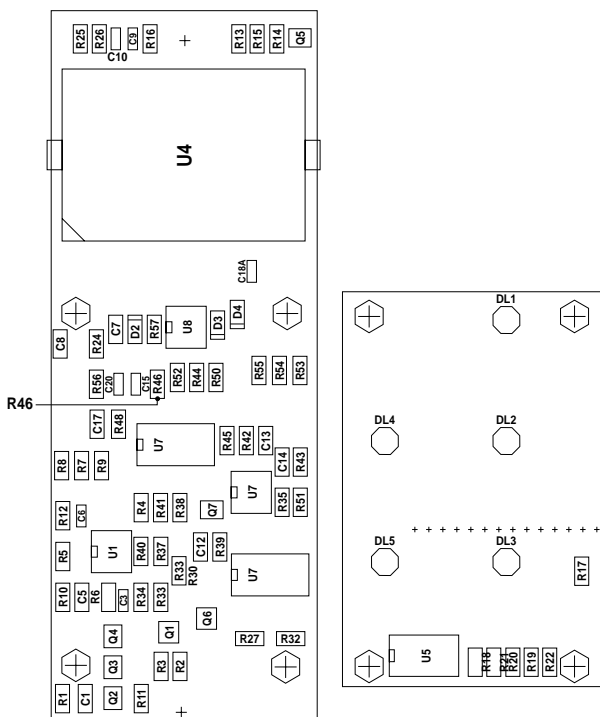 R25 R26 C10 C9 R16 R13 R15 R14 Q5
U4
C18A
C8 R24 C7 D2 R57 U8 D3 D4
R56 C20 C15 R46 R52 R44 R50 R55 R54 R53
R46
C17 R48 U7 R45 R42 C13
R8 R7 R9 C14 R43
U7
R12 C6 R4 R41 R38 Q7 R35 R51
R5 U1 R40 R37 R33 R30 C12 R39 U7
R10 C5 R6 C3 R34 R33
Q4 Q1 Q6 R27 R32
Q3 R3 R2
R1 C1 Q2 R11
DL1
DL4 DL2
DL5 DL3
R17
U5 R18 R21 R20 R19 R22